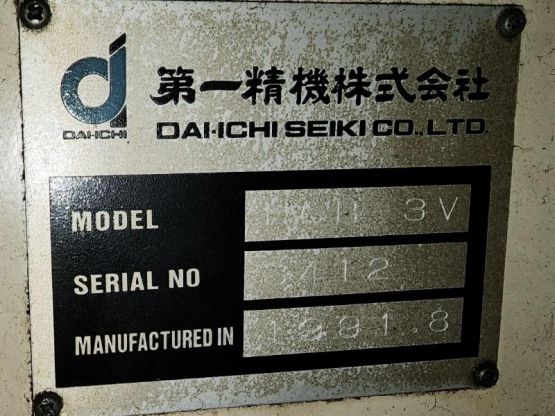 DAI-ICHI
第一精機株式会社
DAI-ICHI SEIKI CO., LTD.
MODEL 3V
SERIAL NO 3412
MANUFACTURED IN 1991.8